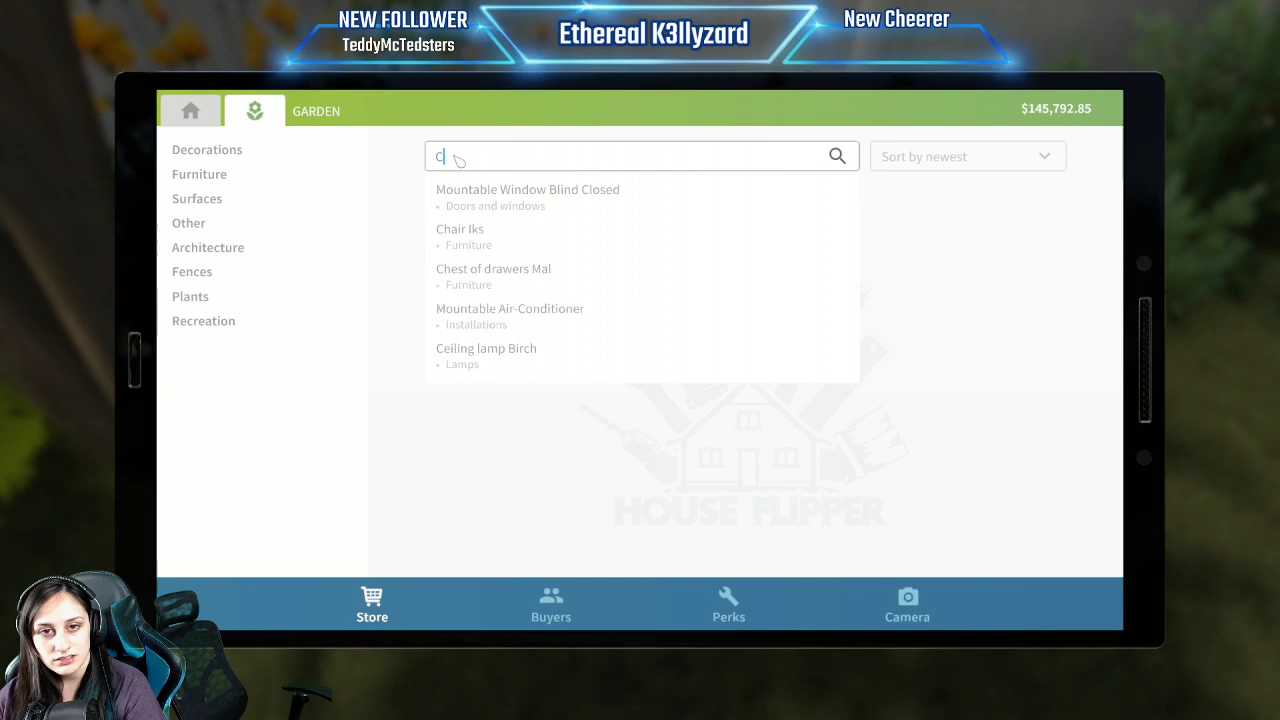 NEW FOLLOWER
TeddyMcTedsters
Ethereal K3llyzard
New Cheerer
GARDEN
$145,792.85
Decorations
Furniture
Surfaces
Other
Architecture
Fences
Plants
Recreation
C
Sort by newest
Mountable Window Blind Closed
• Doors and windows
Chair Iks
• Furniture
Chest of drawers Mal
• Furniture
Mountable Air-Conditioner
• Installations
Ceiling lamp Birch
• Lamps
HOUSE FLIPPER
Store
Buyers
Perks
Camera